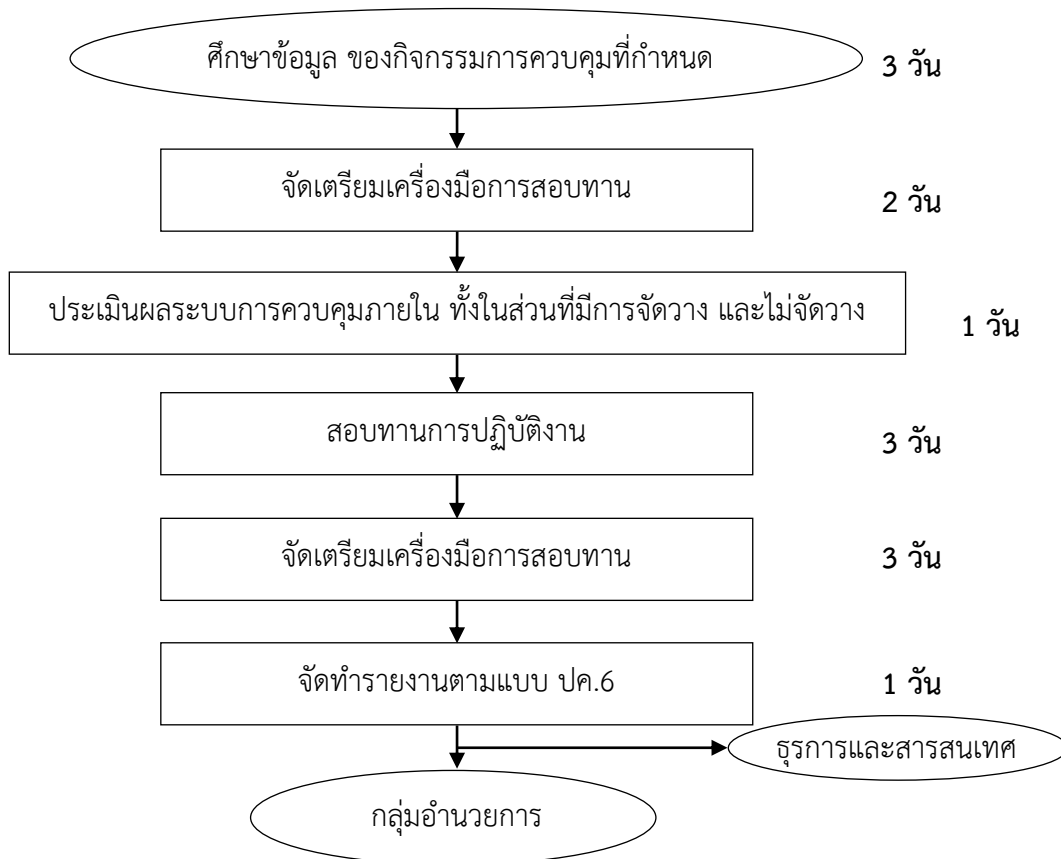 ศึกษาข้อมูล ของกิจกรรมการควบคุมที่กำหนด
3 วัน
จัดเตรียมเครื่องมือการสอบทาน
2 วัน
ประเมินผลระบบการควบคุมภายใน ทั้งในส่วนที่มีการจัดวาง และไม่จัดวาง
1 วัน
สอบทานการปฏิบัติงาน
3 วัน
จัดเตรียมเครื่องมือการสอบทาน
3 วัน
จัดทำรายงานตามแบบ ปค.6
1 วัน
ธุรการและสารสนเทศ
กลุ่มอำนวยการ